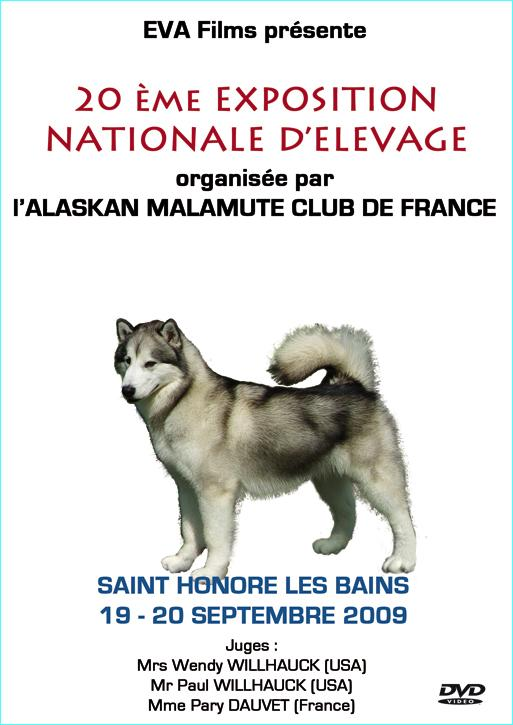 EVA Films présente
20 ÈME EXPOSITION
NATIONALE D'ELEVAGE
organisée par
l'ALASKAN MALAMUTE CLUB DE FRANCE
SAINT HONORE LES BAINS
19 - 20 SEPTEMBRE 2009
Juges :
Mrs Wendy WILLHAUCK (USA)
Mr Paul WILLHAUCK (USA)
Mme Pary DAUVET (France)
DVD
VIDEO